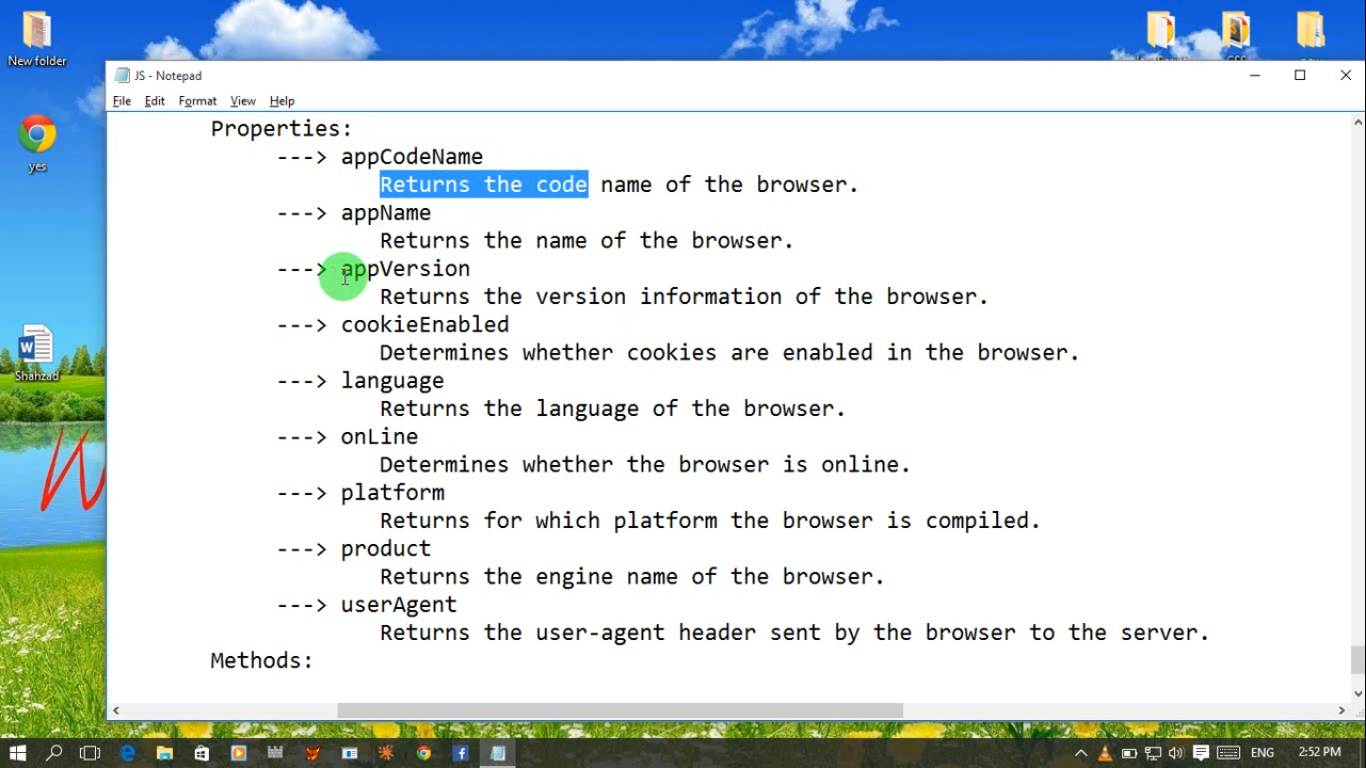 New folder
JS - Notepad
File Edit Format View Help
yes
Shahzad
Properties:
---> appCodeName
Returns the code name of the browser.
---> appName
Returns the name of the browser.
---> appVersion
Returns the version information of the browser.
---> cookieEnabled
Determines whether cookies are enabled in the browser.
---> language
Returns the language of the browser.
---> onLine
Determines whether the browser is online.
---> platform
Returns for which platform the browser is compiled.
---> product
Returns the engine name of the browser.
---> userAgent
Returns the user-agent header sent by the browser to the server.
Methods:
ENG
2:52 PM